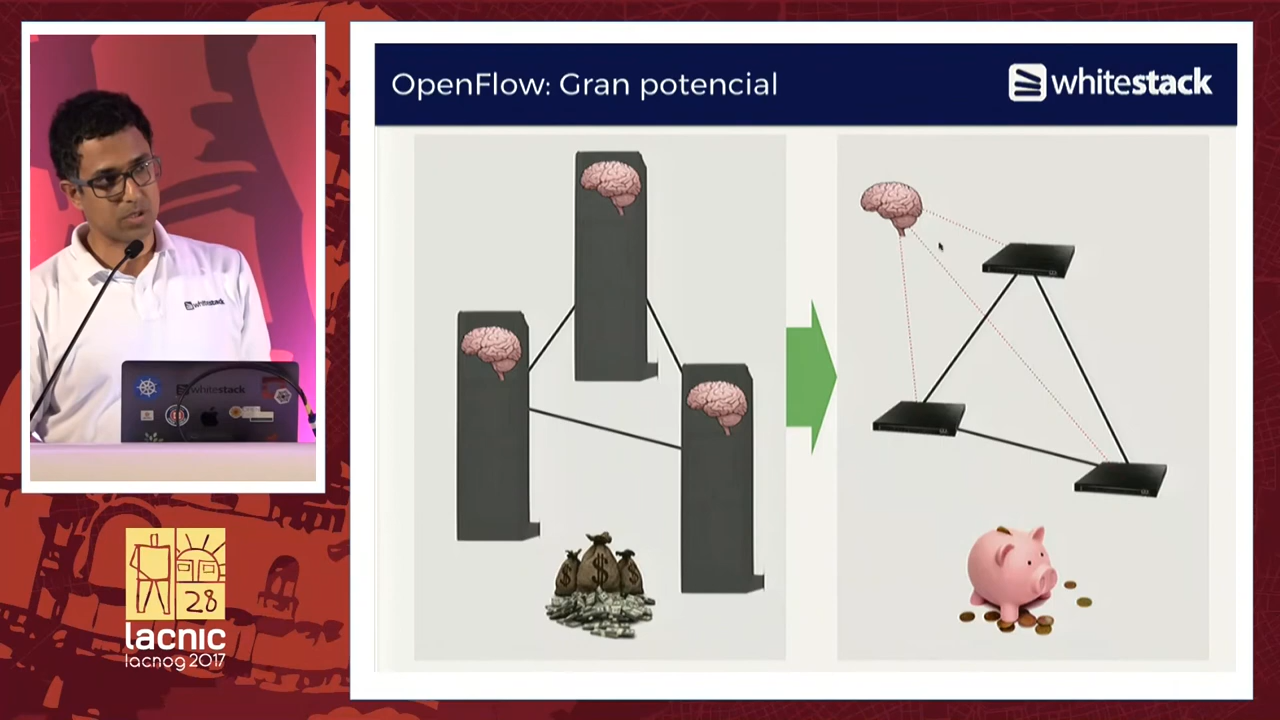 OpenFlow: Gran potencial
whitestack
whitestack
whitestack
$ $ $
28
lacnic
lacnog 2017